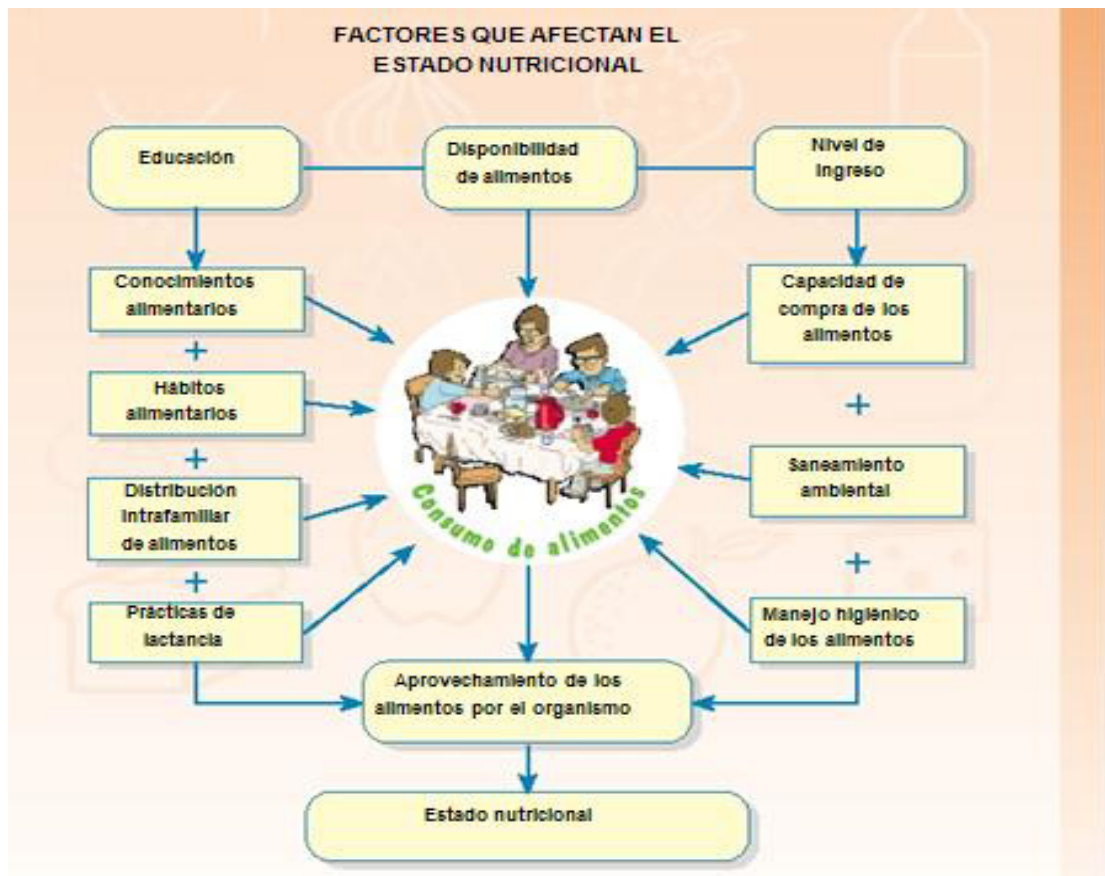 FACTORES QUE AFECTAN EL
ESTADO NUTRICIONAL
Educación
Disponibilidad
de alimentos
Nivel de
Ingreso
Conocimientos
alimentarios
+
Hábitos
alimentarios
+
Distribución
Intrafamiliar
de alimentos
+
Prácticas de
lactancia
Capacidad de
compra de los
alimentos
+
Saneamiento
ambiental
+
Manejo higiénico
de los alimentos
Consumo de alimentos
Aprovechamiento de los
alimentos por el organismo
Estado nutricional